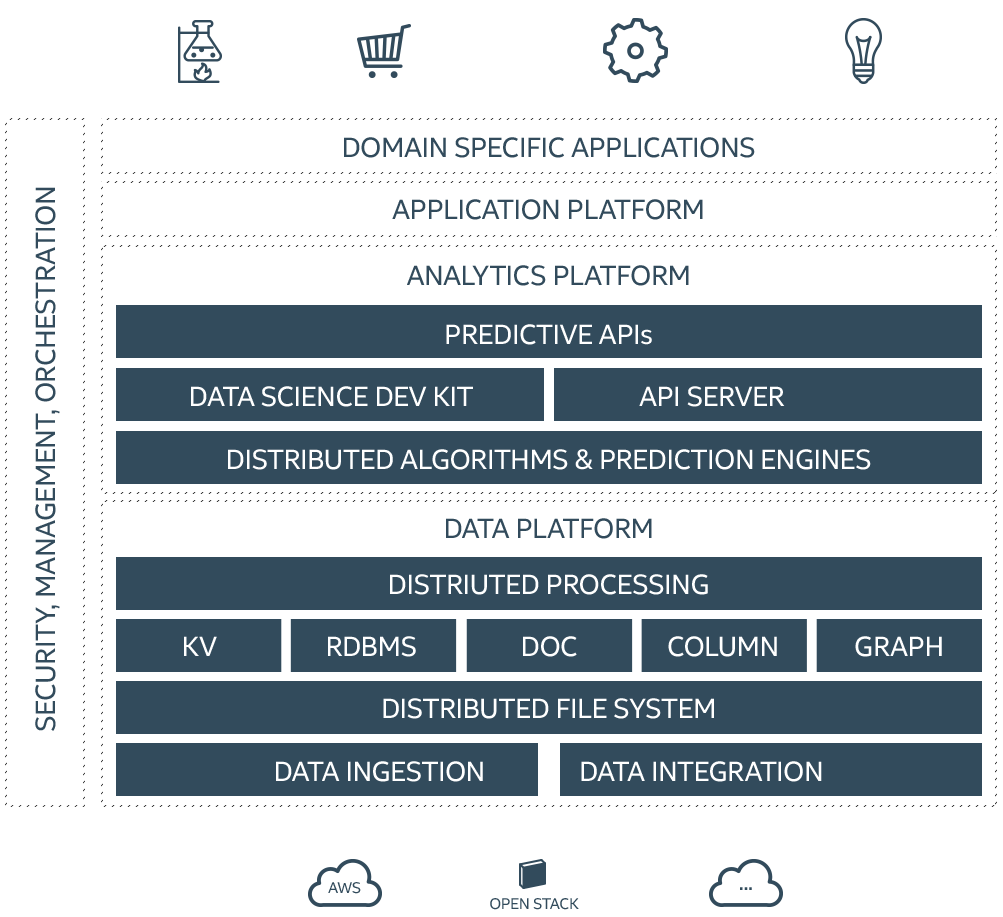 SECURITY, MANAGEMENT, ORCHESTRATION
DOMAIN SPECIFIC APPLICATIONS
APPLICATION PLATFORM
ANALYTICS PLATFORM
PREDICTIVE APIs
DATA SCIENCE DEV KIT
API SERVER
DISTRIBUTED ALGORITHMS & PREDICTION ENGINES
DATA PLATFORM
DISTRIUTED PROCESSING
KV
RDBMS
DOC
COLUMN
GRAPH
DISTRIBUTED FILE SYSTEM
DATA INGESTION
DATA INTEGRATION
AWS
OPEN STACK
...